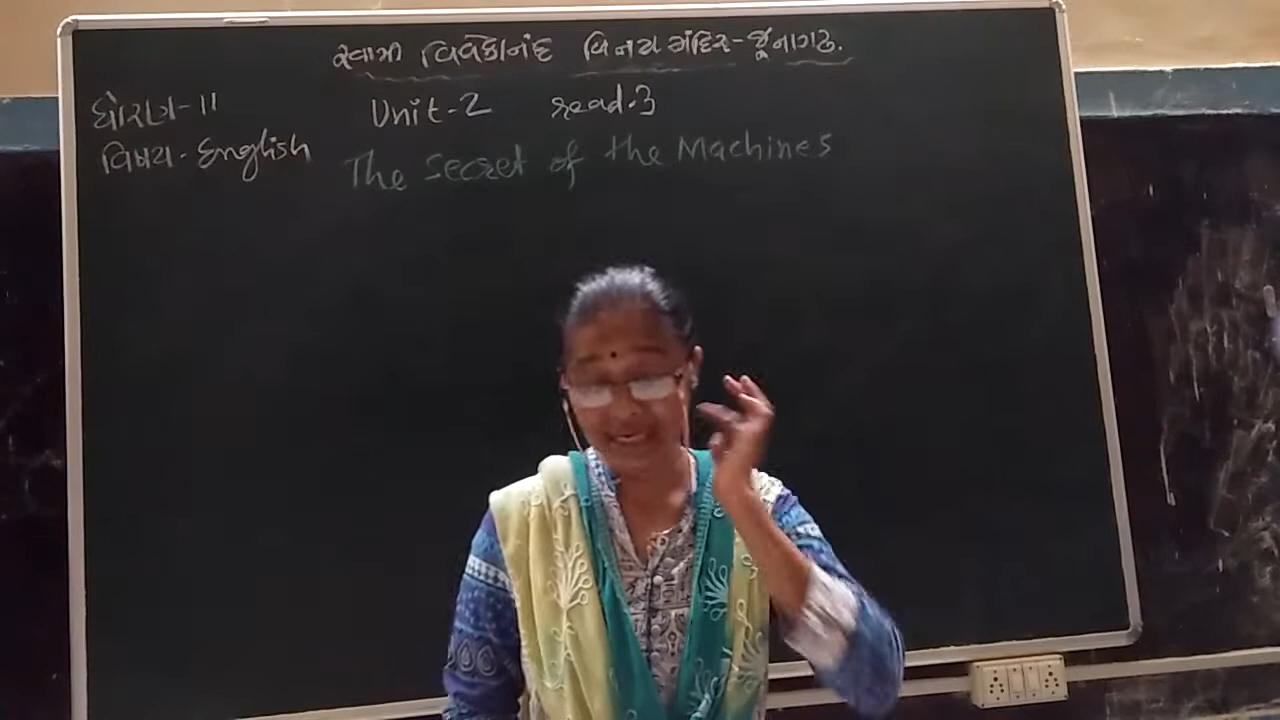 સ્વામી વિવેકાનંદ વિનય મંદિર-જૂનાગઢ.
ધોરણ-11 Unit-2 read.3
વિષય-English The Secret of the Machines